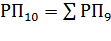 РП₁₀ = ∑ РП₉